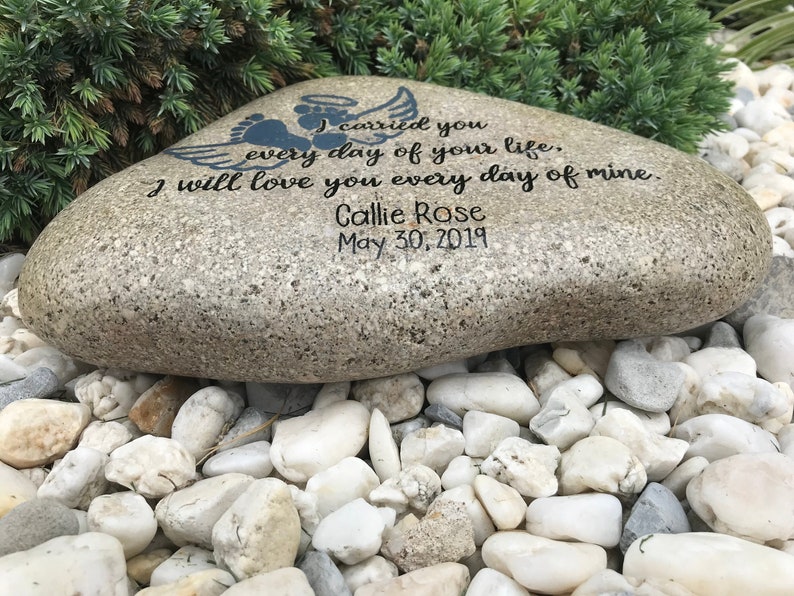 I carried you
every day of your life,
I will love you every day of mine.
Callie Rose
May 30, 2019